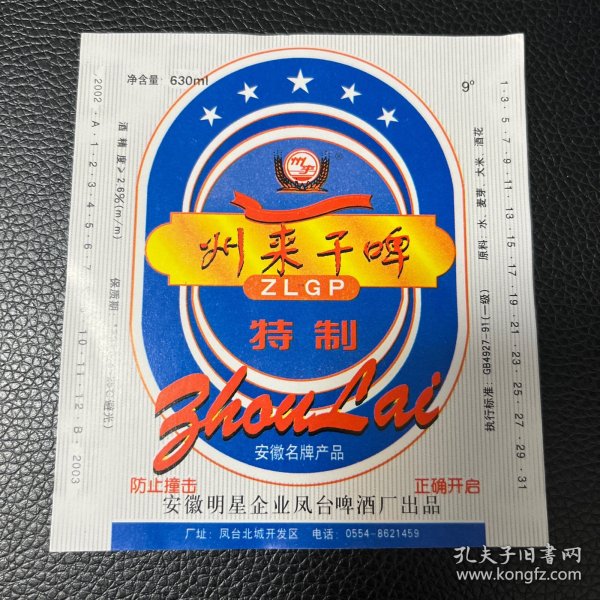 净含量: 630ml
9°
州来
州来干啤
ZLGP
特制
ZhouLai
安徽名牌产品
防止撞击
正确开启
安徽明星企业凤台啤酒厂出品
厂址: 凤台北城开发区 电话: 0554-8621459
2002·A·1·2·3·4·5·6·7
10·11·12·B·2003
酒精度≥2.6%(m/m)
保质期:
1·3·5·7·9·11·13·15·17·19·21·23·25·27·29·31
原料: 水、麦芽、大米、酒花
执行标准: GB4927-91(一级)
孔夫子旧书网
www.kongfz.com